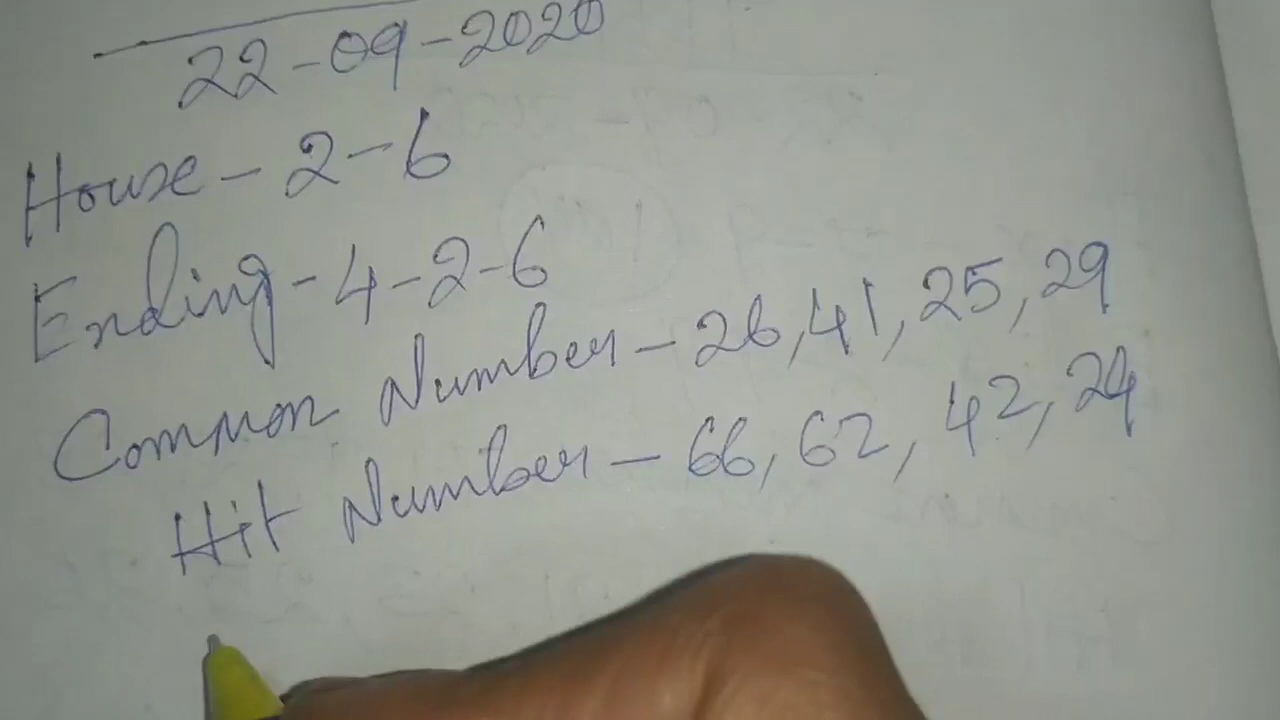 22-09-2020
House - 2-6
Ending - 4-2-6
Common Number - 26, 41, 25, 29
Hit Number - 66, 62, 42, 24